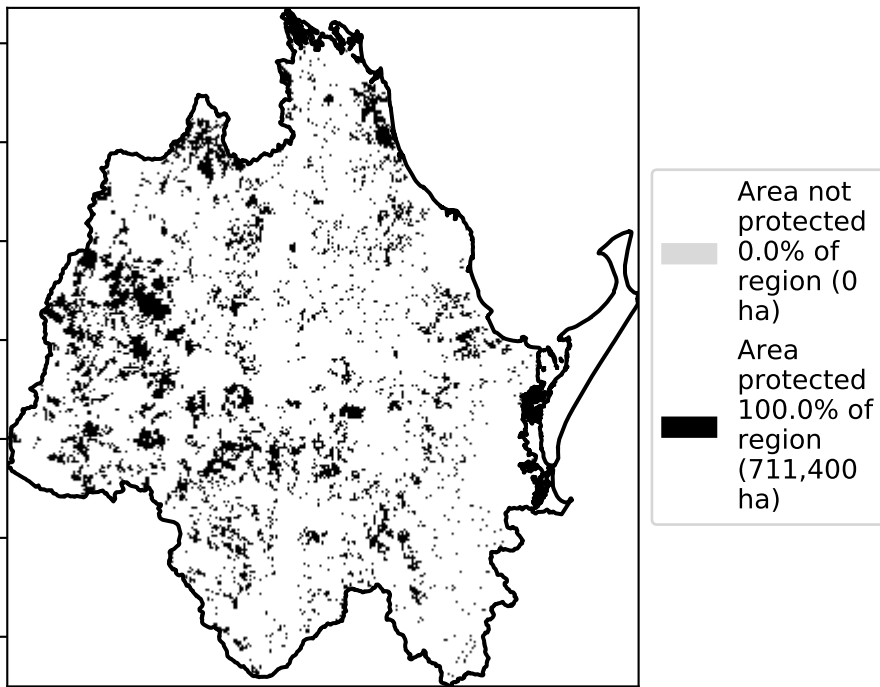 Area not
protected
0.0% of
region (0
ha)
Area
protected
100.0% of
region
(711,400
ha)